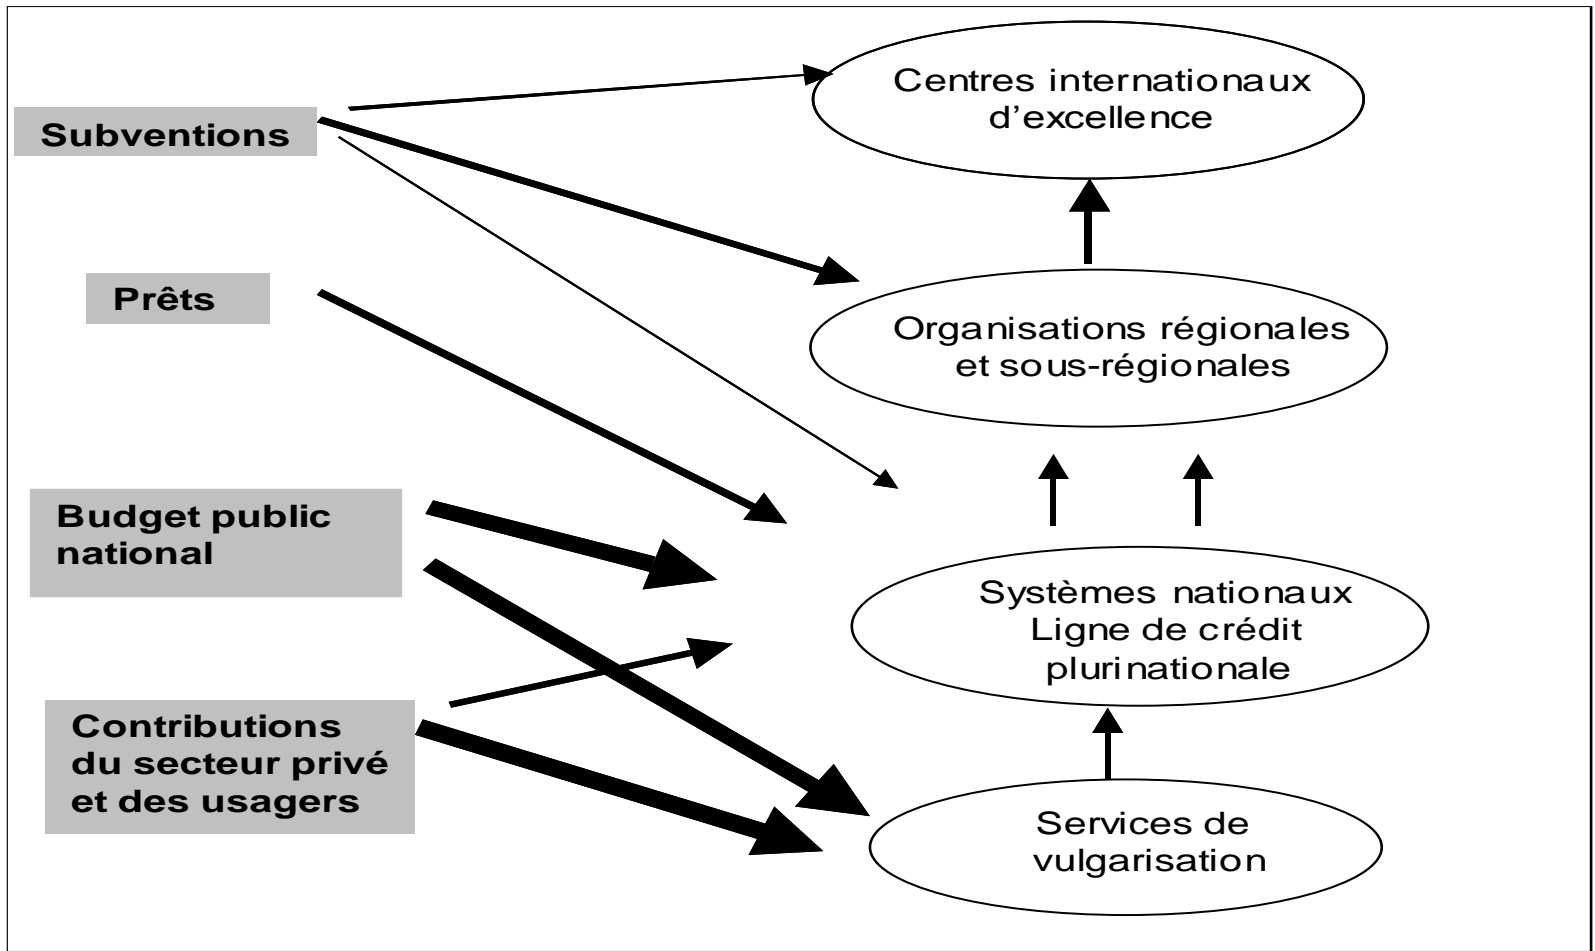 Subventions
Prêts
Budget public
national
Contributions
du secteur privé
et des usagers
Centres internationaux
d’excellence
Organisations régionales
et sous-régionales
Systèmes nationaux
Ligne de crédit
plurinationale
Services de
vulgarisation